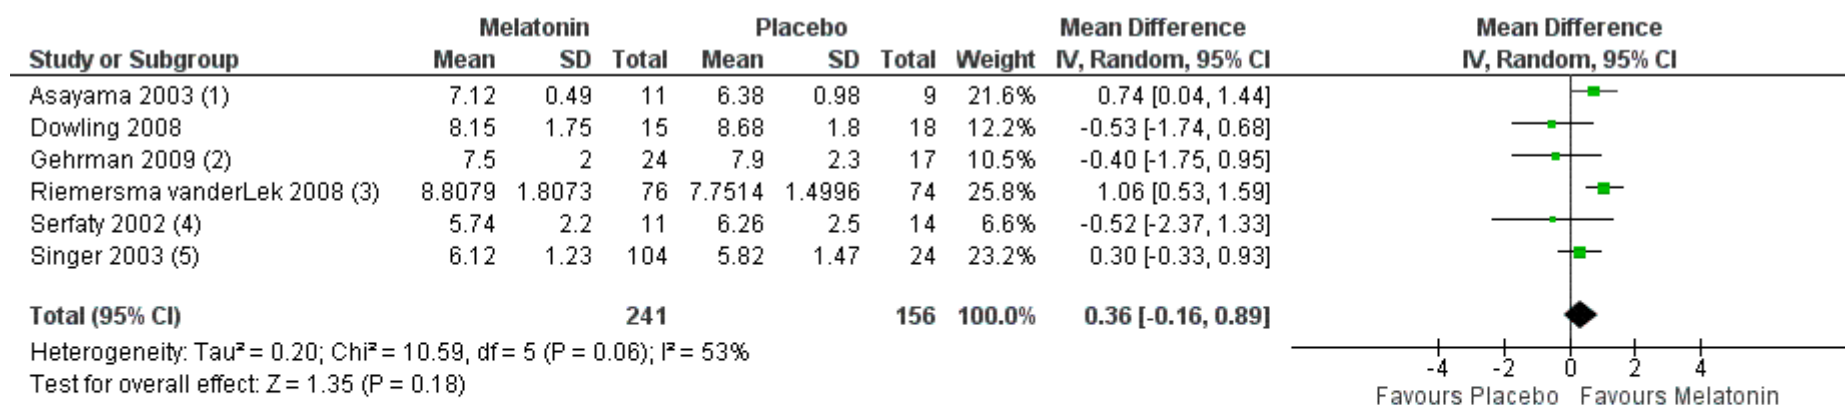 Melatonin Placebo Mean Difference Mean Difference
Study or Subgroup Mean SD Total Mean SD Total Weight IV, Random, 95% CI IV, Random, 95% CI
Asayama 2003 (1) 7.12 0.49 11 6.38 0.98 9 21.6% 0.74 [0.04, 1.44]
Dowling 2008 8.15 1.75 15 8.68 1.8 18 12.2% -0.53 [-1.74, 0.68]
Gehrman 2009 (2) 7.5 2 24 7.9 2.3 17 10.5% -0.40 [-1.75, 0.95]
Riemersma vanderLek 2008 (3) 8.8079 1.8073 76 7.7514 1.4996 74 25.8% 1.06 [0.53, 1.59]
Serfaty 2002 (4) 5.74 2.2 11 6.26 2.5 14 6.6% -0.52 [-2.37, 1.33]
Singer 2003 (5) 6.12 1.23 104 5.82 1.47 24 23.2% 0.30 [-0.33, 0.93]
Total (95% CI) 241 156 100.0% 0.36 [-0.16, 0.89]
Heterogeneity: Tau² = 0.20; Chi² = 10.59, df = 5 (P = 0.06); I² = 53%
Test for overall effect: Z = 1.35 (P = 0.18)
-4 -2 0 2 4
Favours Placebo Favours Melatonin